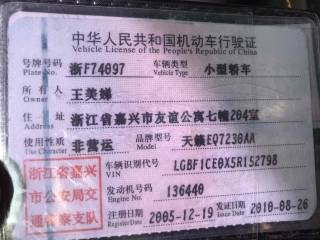 中华人民共和国机动车行驶证
Vehicle License of the People's Republic of China
号牌号码 浙F74097 车辆类型 小型轿车
Plate No. Vehicle Type
所有人 王美娣
Owner
住址 浙江省嘉兴市友谊公寓七幢204室
Address
使用性质 非营运 品牌型号 天籁EQ7230AA
Use Character Model
浙江省嘉兴
市公安局交
通警察支队
车辆识别代号 LGBF1CE0X5R152798
VIN
发动机号码 136440
Engine No.
注册日期 2005-12-19 发证日期 2010-08-26
Register Date Issue Date